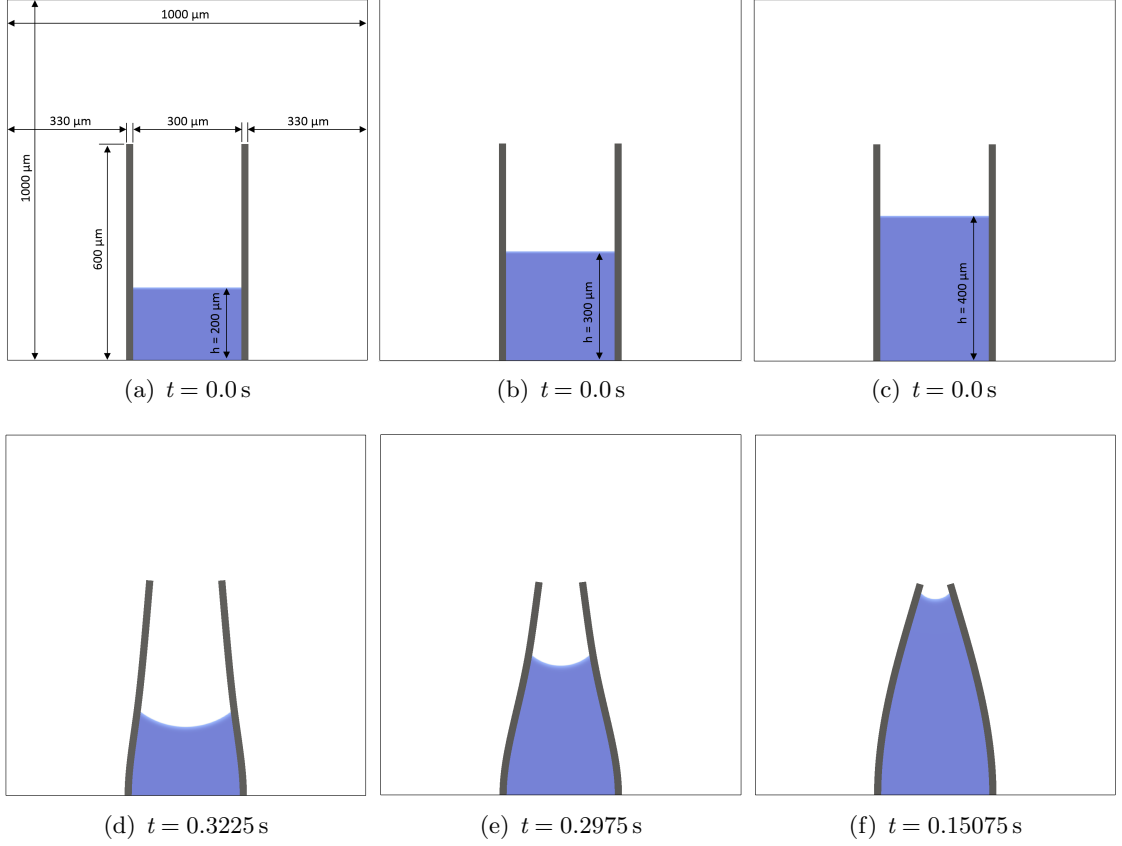 1000 µm
330 µm
300 µm
330 µm
1000 µm
600 µm
h = 200 µm
h = 300 µm
h = 400 µm
(a) t = 0.0 s
(b) t = 0.0 s
(c) t = 0.0 s
(d) t = 0.3225 s
(e) t = 0.2975 s
(f) t = 0.15075 s